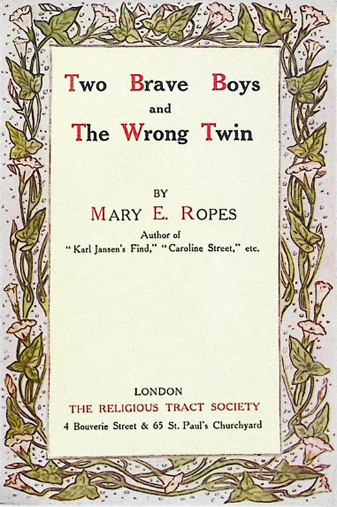 Two Brave Boys
and
The Wrong Twin
BY
MARY E. ROPES
Author of
"Karl Jansen's Find," "Caroline Street," etc.
LONDON
THE RELIGIOUS TRACT SOCIETY
4 Bouverie Street & 65 St. Paul's Churchyard